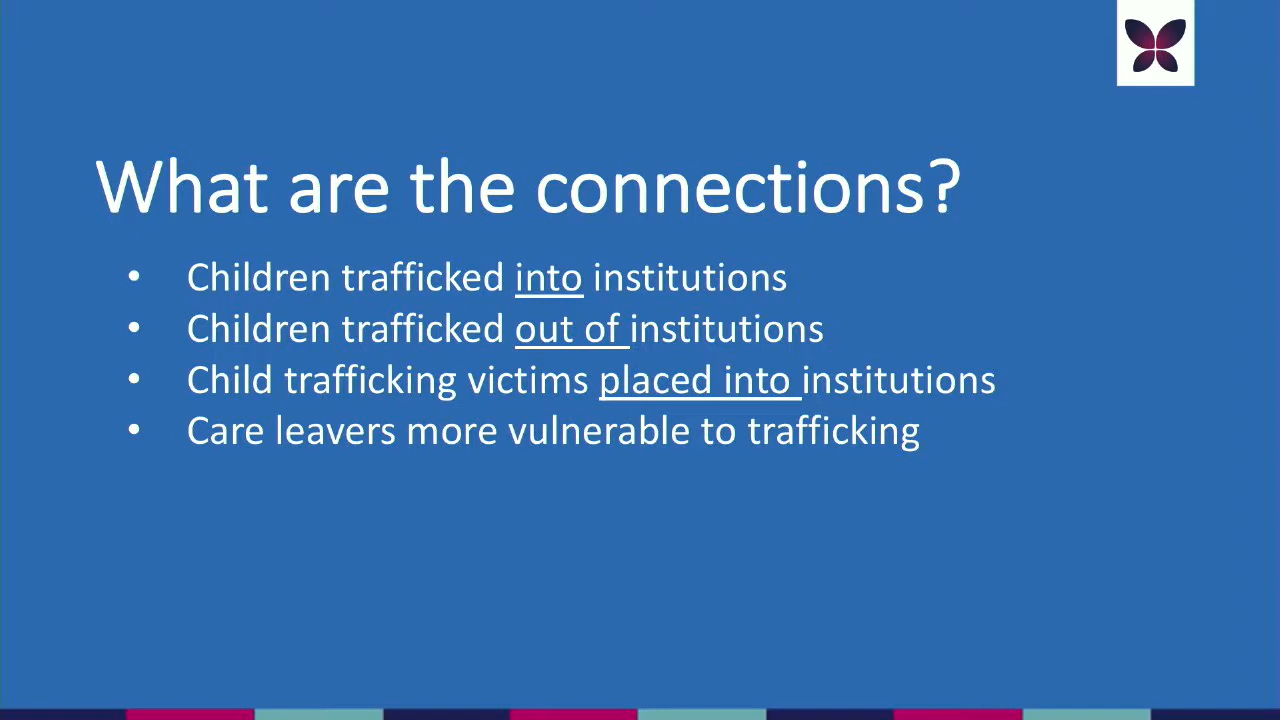 What are the connections?
• Children trafficked into institutions
• Children trafficked out of institutions
• Child trafficking victims placed into institutions
• Care leavers more vulnerable to trafficking